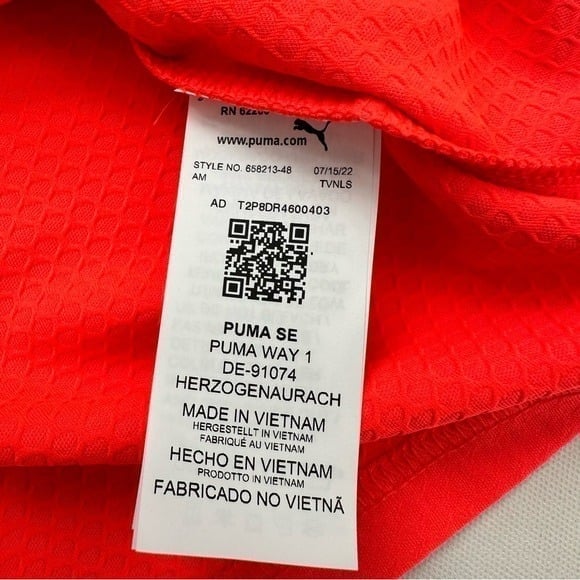 RN
www.puma.com
STYLE NO. 658213-48 07/15/22
AM TVNLS
AD T2P8DR4600403
PUMA SE
PUMA WAY 1
DE-91074
HERZOGENAURACH
MADE IN VIETNAM
HERGESTELLT IN VIETNAM
FABRIQUÉ AU VIETNAM
HECHO EN VIETNAM
PRODOTTO IN VIETNAM
FABRICADO NO VIETNÃ